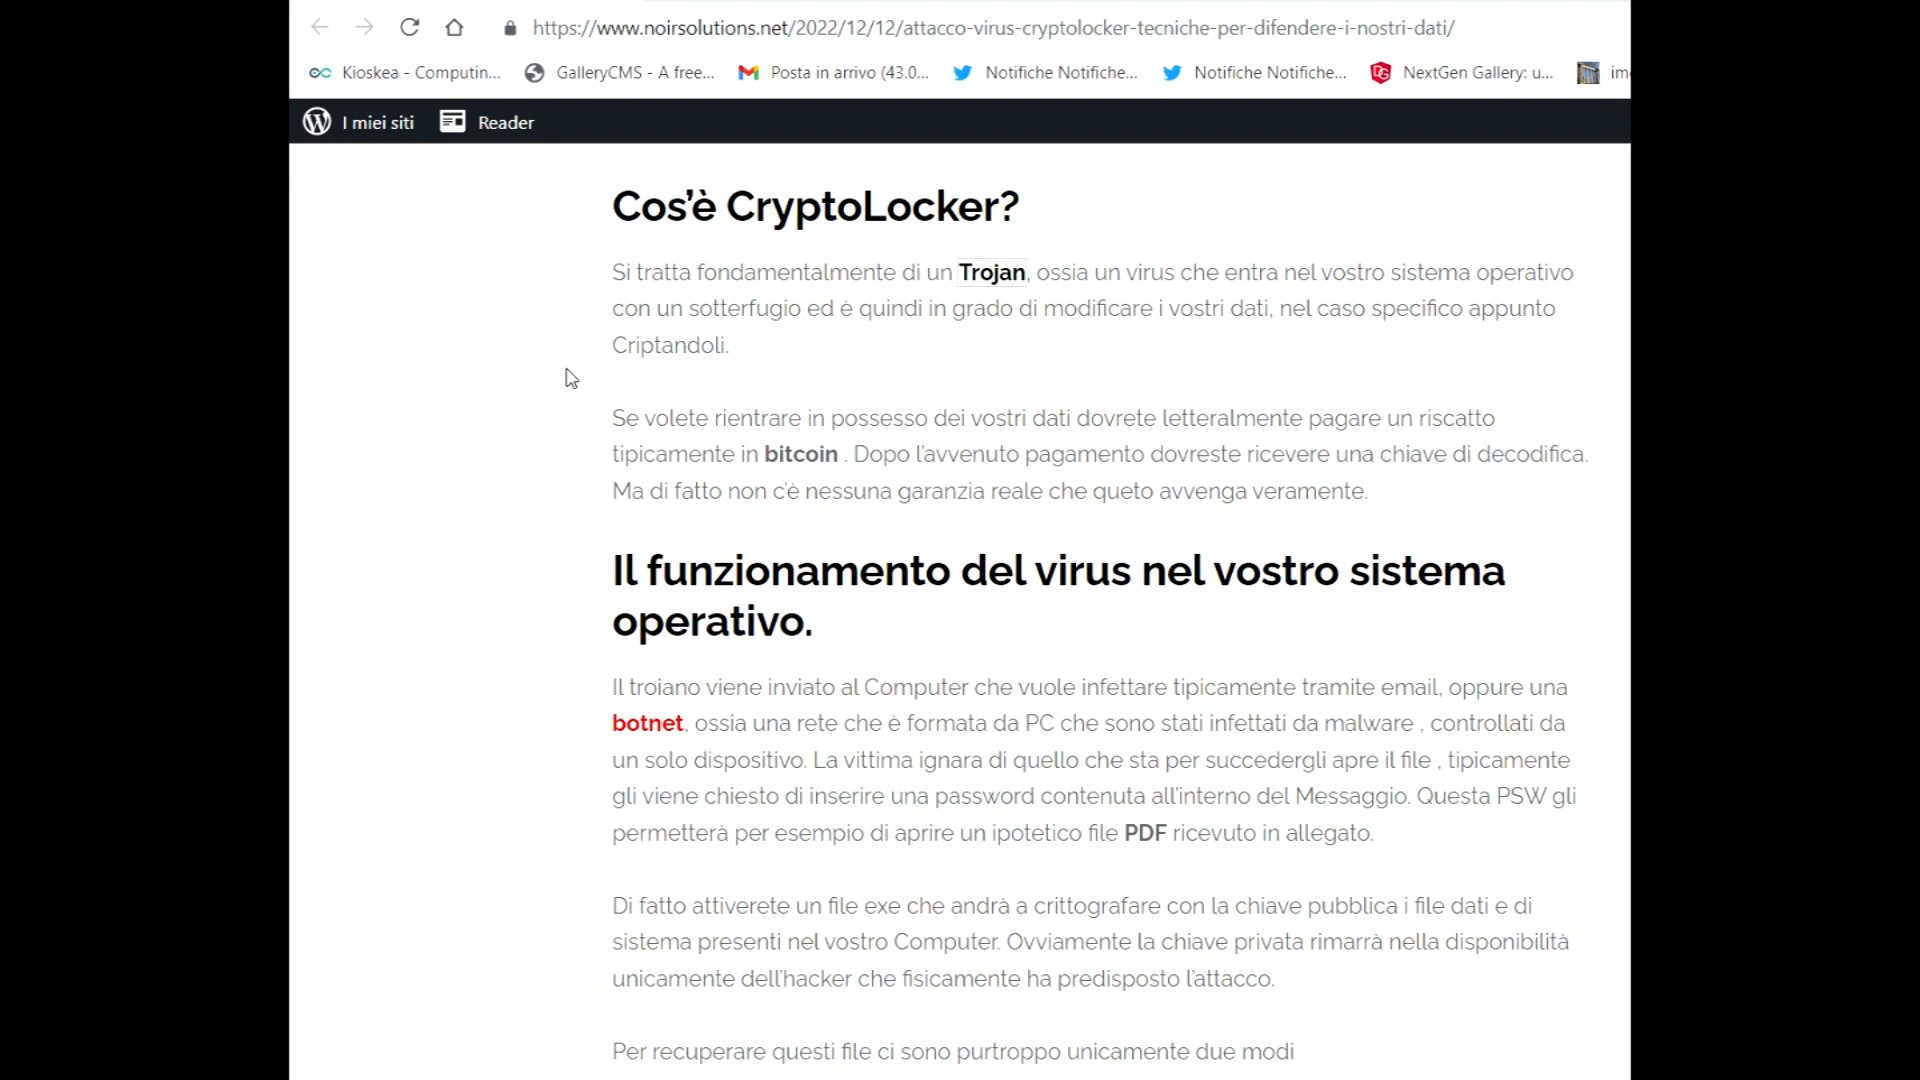 https://www.noirsolutions.net/2022/12/12/attacco-virus-cryptolocker-tecniche-per-difendere-i-nostri-dati/
Kioskea - Computin... GalleryCMS - A free... Posta in arrivo (43.0... Notifiche Notifiche... Notifiche Notifiche... NextGen Gallery: u... im
I miei siti Reader
Cos’è CryptoLocker?
Si tratta fondamentalmente di un Trojan, ossia un virus che entra nel vostro sistema operativo
con un sotterfugio ed è quindi in grado di modificare i vostri dati, nel caso specifico appunto
Criptandoli.
Se volete rientrare in possesso dei vostri dati dovrete letteralmente pagare un riscatto
tipicamente in bitcoin . Dopo l’avvenuto pagamento dovreste ricevere una chiave di decodifica.
Ma di fatto non c’è nessuna garanzia reale che queto avvenga veramente.
Il funzionamento del virus nel vostro sistema
operativo.
Il troiano viene inviato al Computer che vuole infettare tipicamente tramite email, oppure una
botnet, ossia una rete che è formata da PC che sono stati infettati da malware , controllati da
un solo dispositivo. La vittima ignara di quello che sta per succedergli apre il file , tipicamente
gli viene chiesto di inserire una password contenuta all’interno del Messaggio. Questa PSW gli
permetterà per esempio di aprire un ipotetico file PDF ricevuto in allegato.
Di fatto attiverete un file exe che andrà a crittografare con la chiave pubblica i file dati e di
sistema presenti nel vostro Computer. Ovviamente la chiave privata rimarrà nella disponibilità
unicamente dell’hacker che fisicamente ha predisposto l’attacco.
Per recuperare questi file ci sono purtroppo unicamente due modi